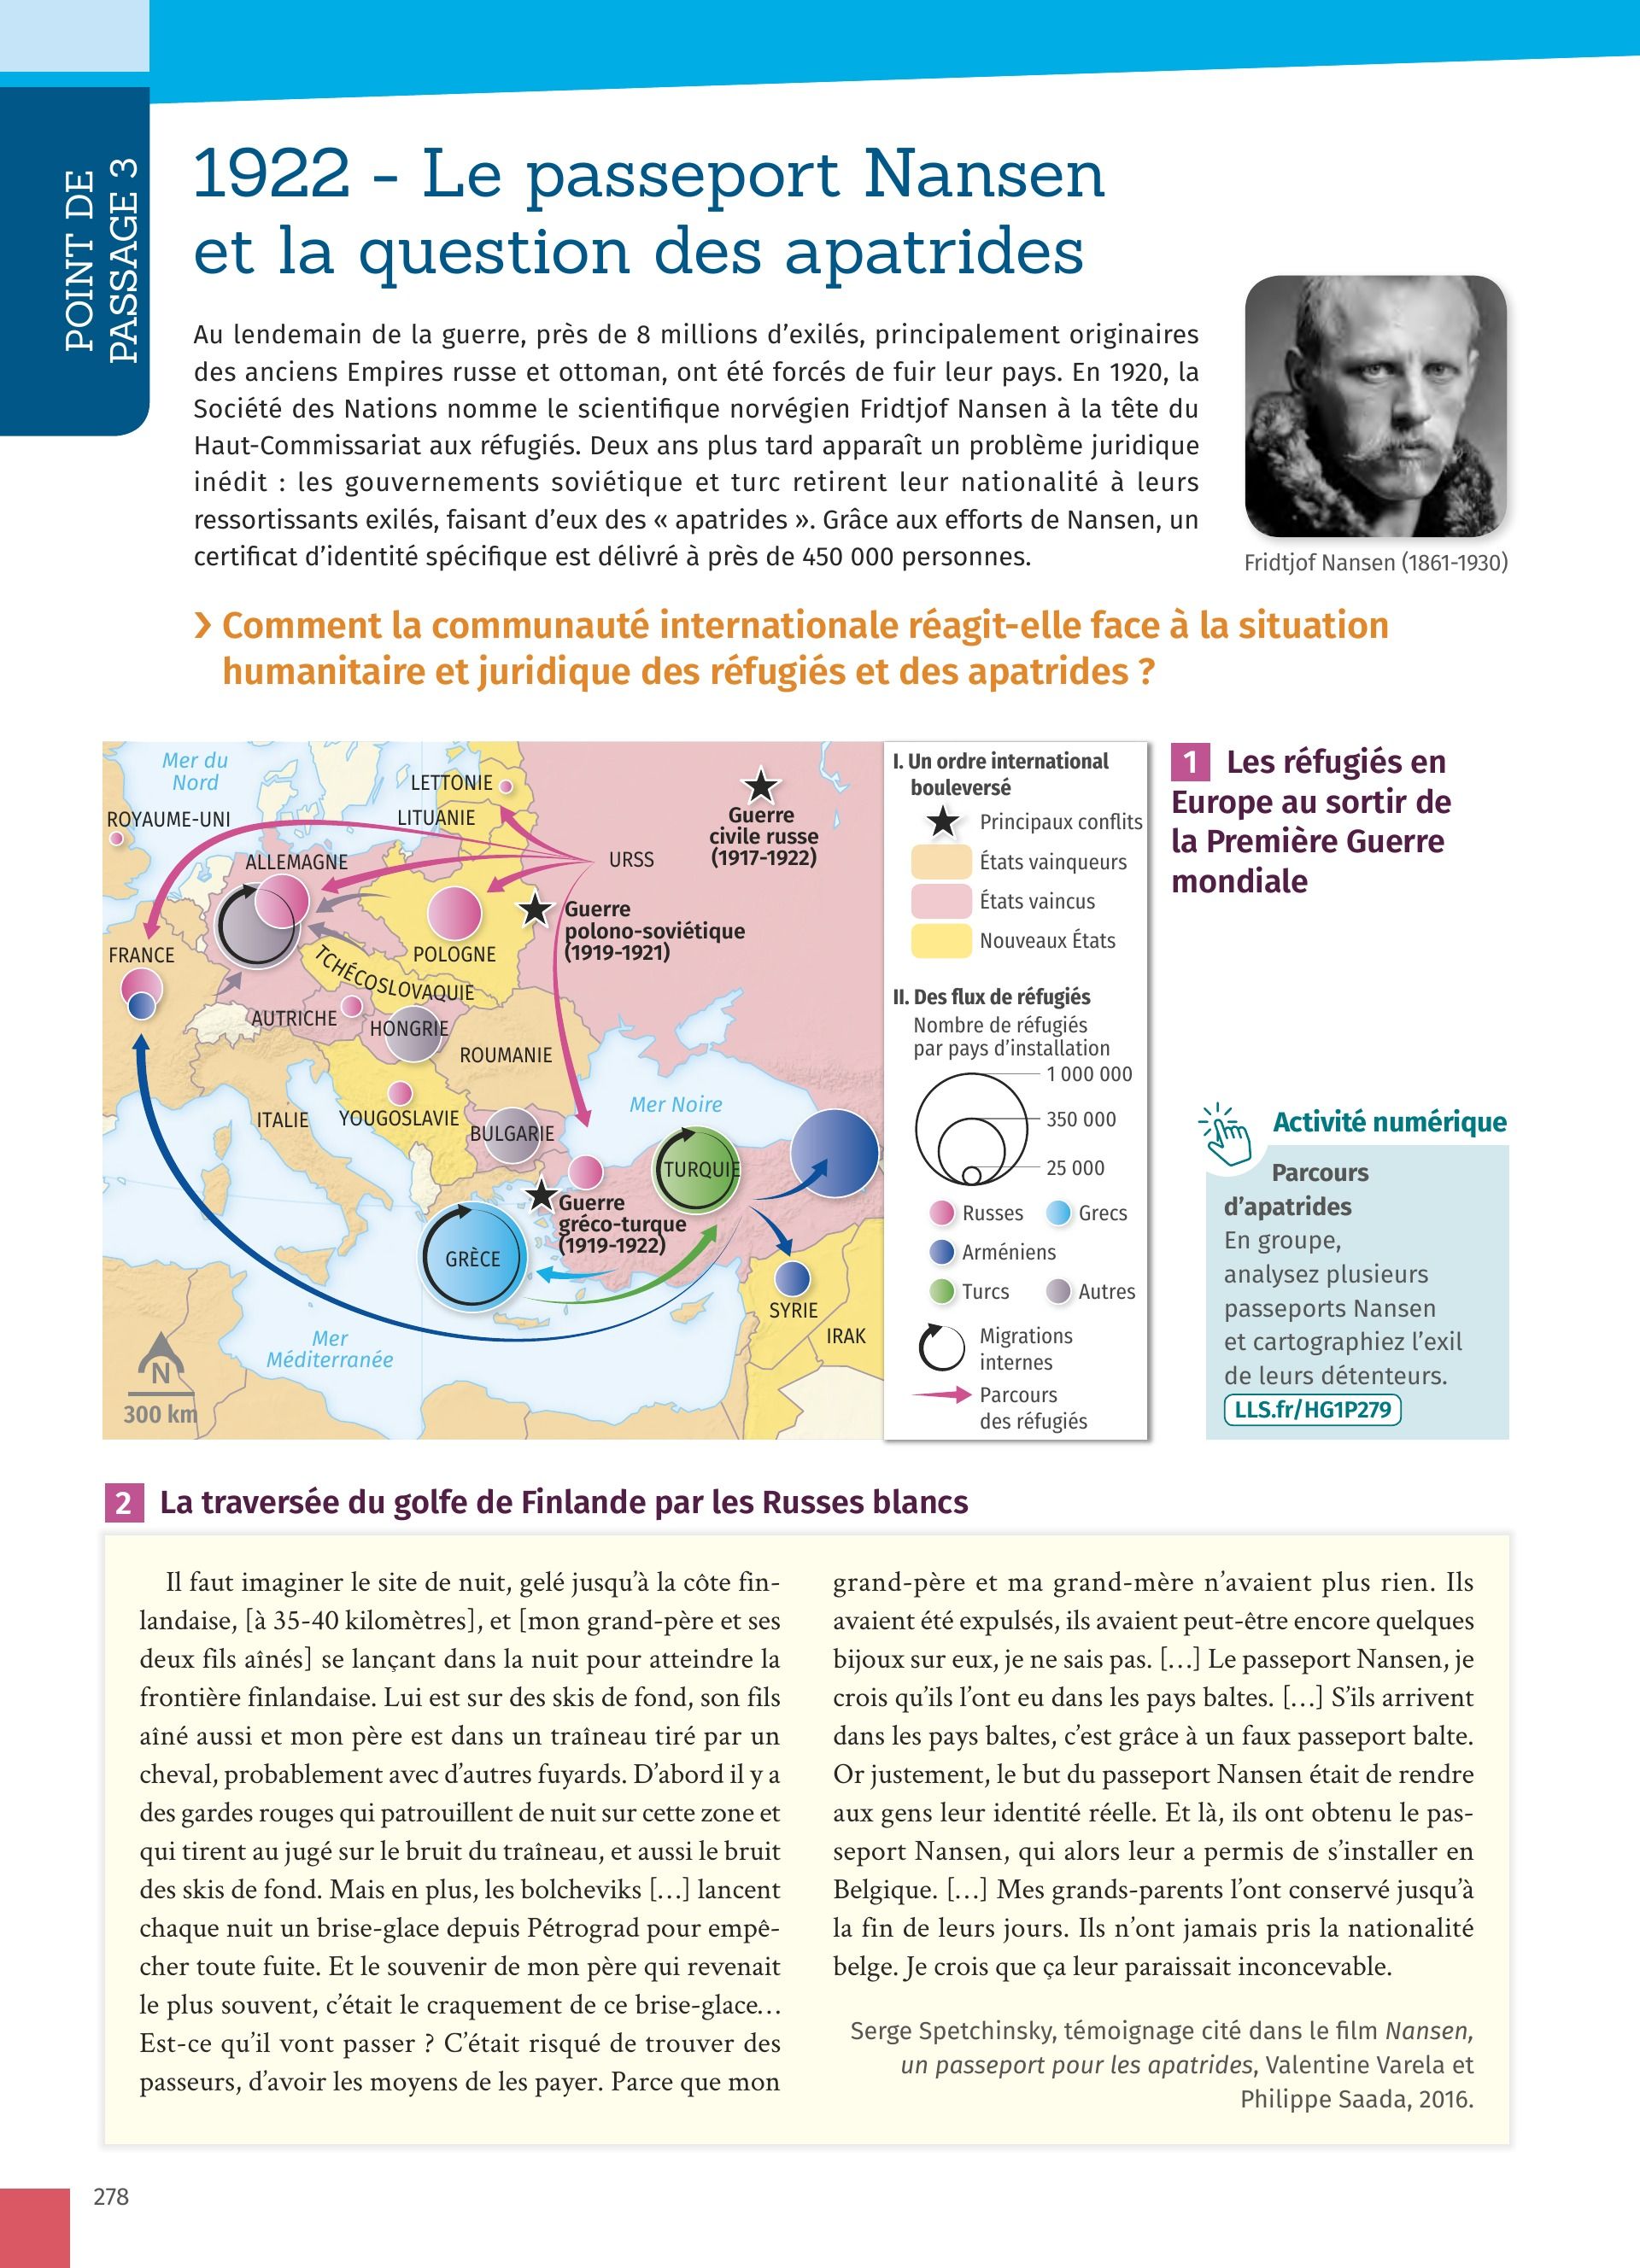 POINT DE
PASSAGE 3
1922 - Le passeport Nansen
et la question des apatrides
Au lendemain de la guerre, près de 8 millions d’exilés, principalement originaires
des anciens Empires russe et ottoman, ont été forcés de fuir leur pays. En 1920, la
Société des Nations nomme le scientifique norvégien Fridtjof Nansen à la tête du
Haut-Commissariat aux réfugiés. Deux ans plus tard apparaît un problème juridique
inédit : les gouvernements soviétique et turc retirent leur nationalité à leurs
ressortissants exilés, faisant d’eux des « apatrides ». Grâce aux efforts de Nansen, un
certificat d’identité spécifique est délivré à près de 450 000 personnes.
Fridtjof Nansen (1861-1930)
› Comment la communauté internationale réagit-elle face à la situation
humanitaire et juridique des réfugiés et des apatrides ?
Mer du
Nord
ROYAUME-UNI
LETTONIE
LITUANIE
ALLEMAGNE
URSS
Guerre
civile russe
(1917-1922)
Guerre
polono-soviétique
(1919-1921)
FRANCE
POLOGNE
TCHÉCOSLOVAQUIE
AUTRICHE
HONGRIE
ROUMANIE
ITALIE
YOUGOSLAVIE
BULGARIE
Mer Noire
TURQUIE
Guerre
gréco-turque
(1919-1922)
GRÈCE
SYRIE
IRAK
Mer
Méditerranée
N
300 km
I. Un ordre international
bouleversé
Principaux conflits
États vainqueurs
États vaincus
Nouveaux États
II. Des flux de réfugiés
Nombre de réfugiés
par pays d’installation
1 000 000
350 000
25 000
Russes Grecs
Arméniens
Turcs Autres
Migrations
internes
Parcours
des réfugiés
1 Les réfugiés en
Europe au sortir de
la Première Guerre
mondiale
Activité numérique
Parcours
d’apatrides
En groupe,
analysez plusieurs
passeports Nansen
et cartographiez l’exil
de leurs détenteurs.
LLS.fr/HG1P279
2 La traversée du golfe de Finlande par les Russes blancs
Il faut imaginer le site de nuit, gelé jusqu’à la côte fin-
landaise, [à 35-40 kilomètres], et [mon grand-père et ses
deux fils aînés] se lançant dans la nuit pour atteindre la
frontière finlandaise. Lui est sur des skis de fond, son fils
aîné aussi et mon père est dans un traîneau tiré par un
cheval, probablement avec d’autres fuyards. D’abord il y a
des gardes rouges qui patrouillent de nuit sur cette zone et
qui tirent au jugé sur le bruit du traîneau, et aussi le bruit
des skis de fond. Mais en plus, les bolcheviks […] lancent
chaque nuit un brise-glace depuis Pétrograd pour empê-
cher toute fuite. Et le souvenir de mon père qui revenait
le plus souvent, c’était le craquement de ce brise-glace…
Est-ce qu’il vont passer ? C’était risqué de trouver des
passeurs, d’avoir les moyens de les payer. Parce que mon
grand-père et ma grand-mère n’avaient plus rien. Ils
avaient été expulsés, ils avaient peut-être encore quelques
bijoux sur eux, je ne sais pas. […] Le passeport Nansen, je
crois qu’ils l’ont eu dans les pays baltes. […] S’ils arrivent
dans les pays baltes, c’est grâce à un faux passeport balte.
Or justement, le but du passeport Nansen était de rendre
aux gens leur identité réelle. Et là, ils ont obtenu le pas-
seport Nansen, qui alors leur a permis de s’installer en
Belgique. […] Mes grands-parents l’ont conservé jusqu’à
la fin de leurs jours. Ils n’ont jamais pris la nationalité
belge. Je crois que ça leur paraissait inconcevable.
Serge Spetchinsky, témoignage cité dans le film Nansen,
un passeport pour les apatrides, Valentine Varela et
Philippe Saada, 2016.
278